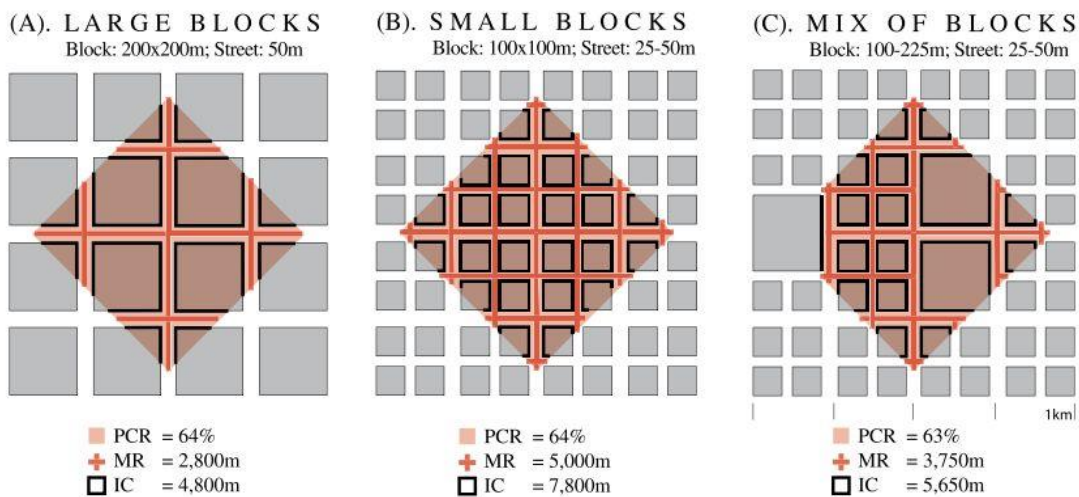 (A). LARGE BLOCKS
Block: 200x200m; Street: 50m
(B). SMALL BLOCKS
Block: 100x100m; Street: 25-50m
(C). MIX OF BLOCKS
Block: 100-225m; Street: 25-50m
1km
PCR = 64%
MR = 2,800m
IC = 4,800m
PCR = 64%
MR = 5,000m
IC = 7,800m
PCR = 63%
MR = 3,750m
IC = 5,650m